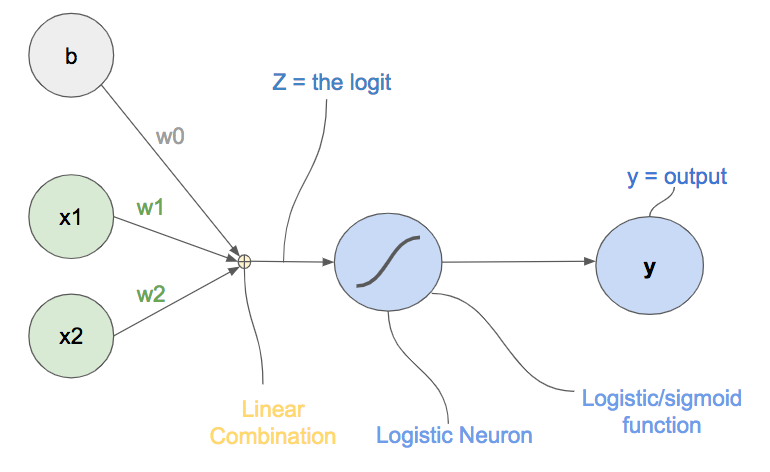 b
w0
Z = the logit
x1
w1
x2
w2
y = output
y
Linear
Combination
Logistic Neuron
Logistic/sigmoid
function